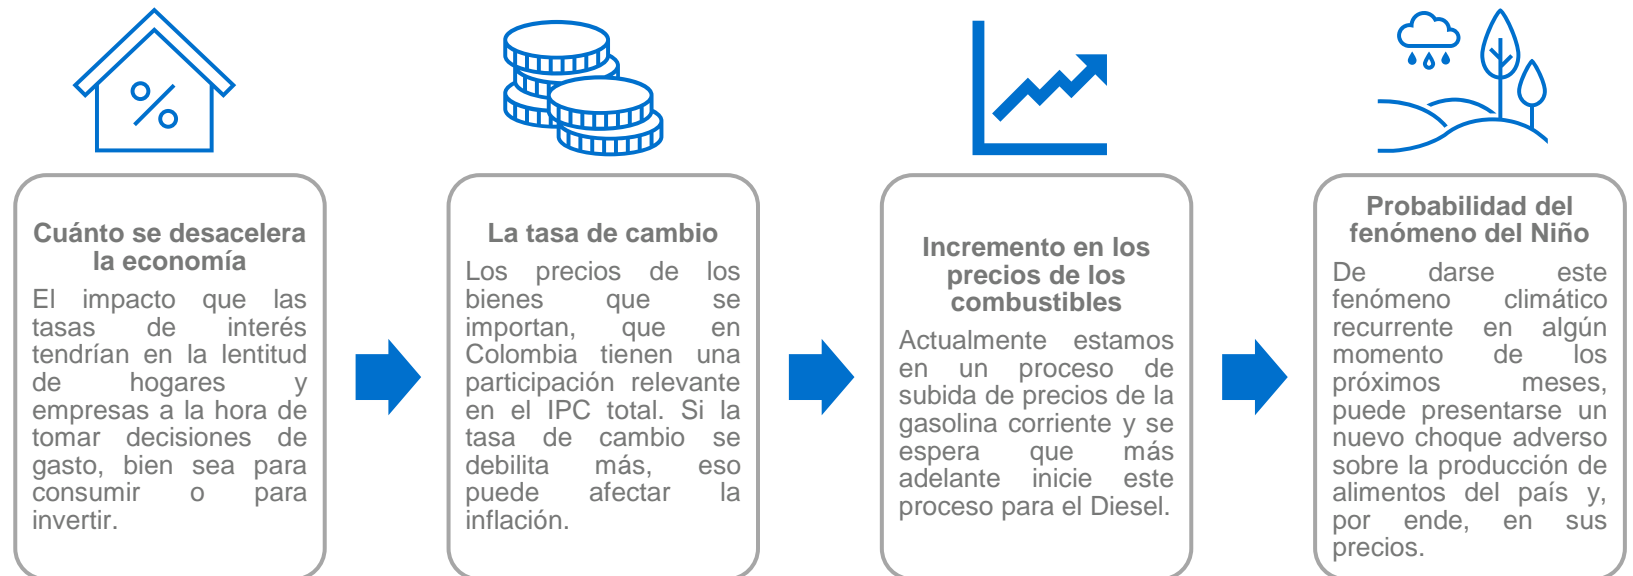 %
Cuánto se desacelera
la economía
El impacto que las
tasas de interés
tendrían en la lentitud
de hogares y
empresas a la hora de
tomar decisiones de
gasto, bien sea para
consumir o para
invertir.
La tasa de cambio
Los precios de los
bienes que se
importan, que en
Colombia tienen una
participación relevante
en el IPC total. Si la
tasa de cambio se
debilita más, eso
puede afectar la
inflación.
Incremento en los
precios de los
combustibles
Actualmente estamos
en un proceso de
subida de precios de la
gasolina corriente y se
espera que más
adelante inicie este
proceso para el Diesel.
Probabilidad del
fenómeno del Niño
De darse este
fenómeno climático
recurrente en algún
momento de los
próximos meses,
puede presentarse un
nuevo choque adverso
sobre la producción de
alimentos del país y,
por ende, en sus
precios.